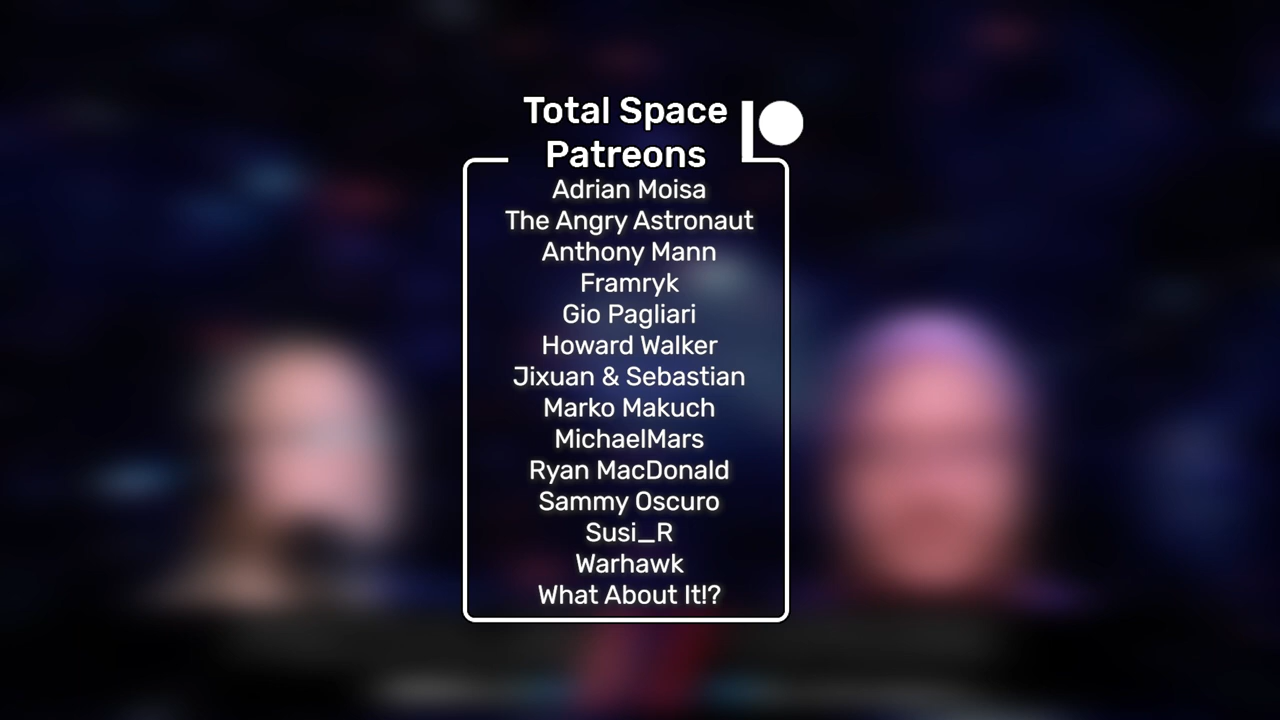 Total Space
Patreons
Adrian Moisa
The Angry Astronaut
Anthony Mann
Framryk
Gio Pagliari
Howard Walker
Jixuan & Sebastian
Marko Makuch
MichaelMars
Ryan MacDonald
Sammy Oscuro
Susi_R
Warhawk
What About It!?